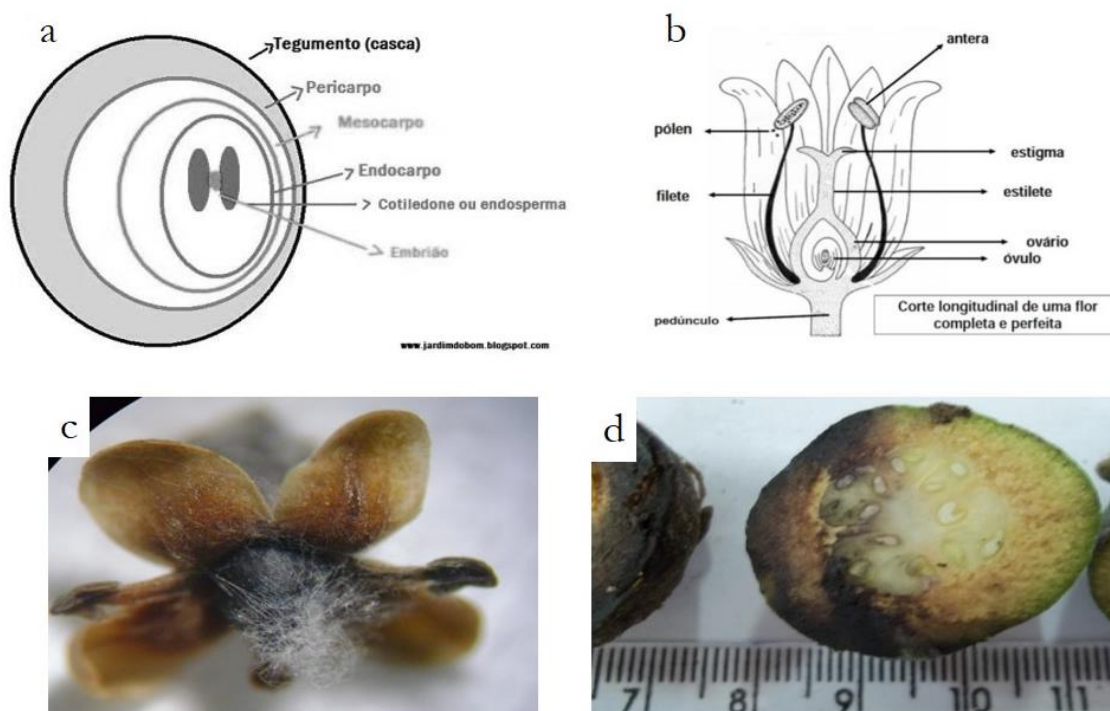 a
Tegumento (casca)
Pericarpo
Mesocarpo
Endocarpo
Cotiledone ou endosperma
Embrião
www.jardimdobom.blogspot.com
b
antera
pólen
estigma
filete
estilete
ovário
óvulo
pedúnculo
Corte longitudinal de uma flor
completa e perfeita
c
d
7 8 9 10 11